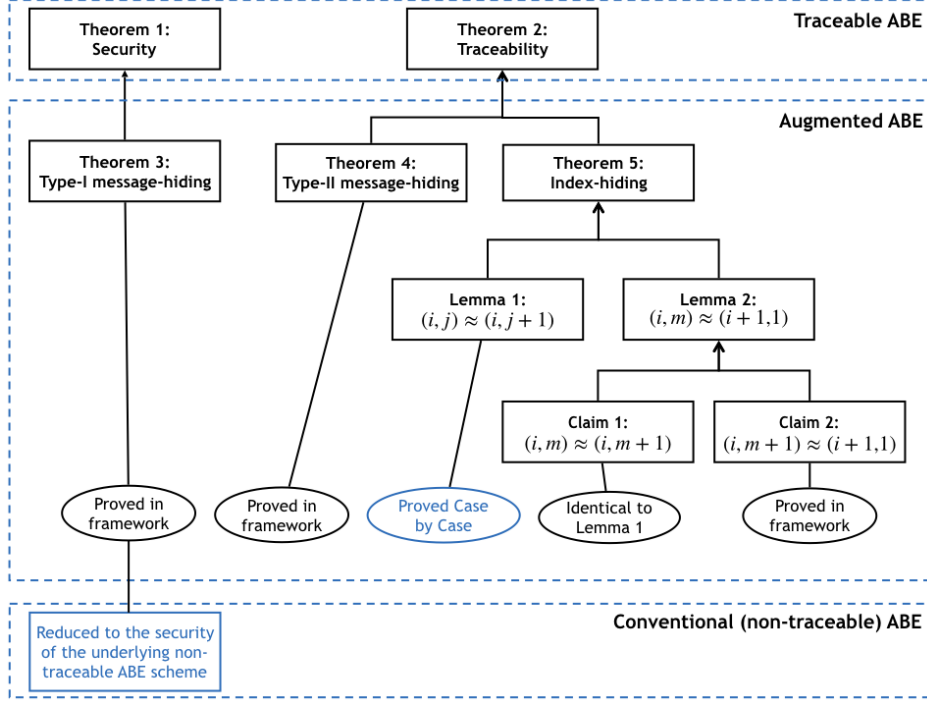 Traceable ABE
Theorem 1:
Security
Theorem 2:
Traceability
Augmented ABE
Theorem 3:
Type-I message-hiding
Theorem 4:
Type-II message-hiding
Theorem 5:
Index-hiding
Lemma 1:
(i, j) ≈ (i, j + 1)
Lemma 2:
(i, m) ≈ (i + 1,1)
Claim 1:
(i, m) ≈ (i, m + 1)
Claim 2:
(i, m + 1) ≈ (i + 1,1)
Proved in
framework
Proved in
framework
Proved Case
by Case
Identical to
Lemma 1
Proved in
framework
Conventional (non-traceable) ABE
Reduced to the security
of the underlying non-
traceable ABE scheme